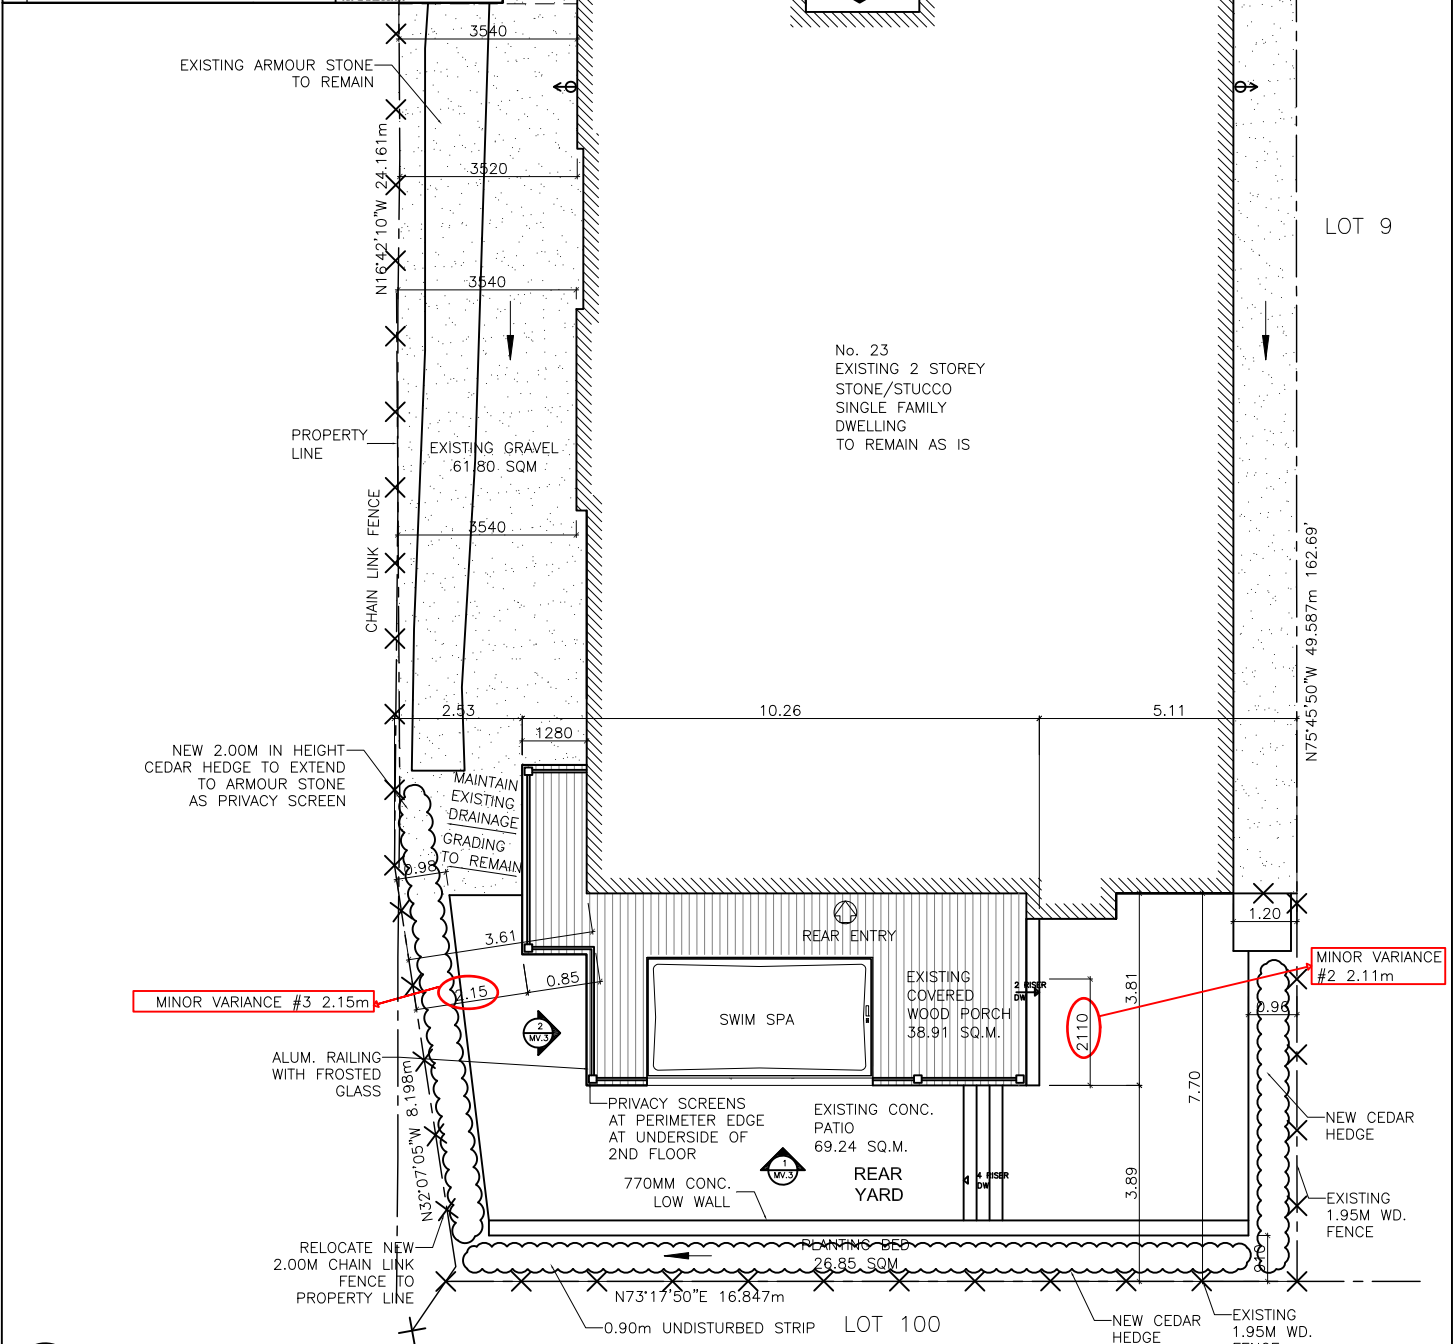 3540
EXISTING ARMOUR STONE
TO REMAIN
N16°42'10"W 24.161m
3520
LOT 9
3540
No. 23
EXISTING 2 STOREY
STONE/STUCCO
SINGLE FAMILY
DWELLING
TO REMAIN AS IS
PROPERTY
LINE
EXISTING GRAVEL
61.80 SQM
CHAIN LINK FENCE
3540
N75°45'50"W 49.587m 162.69'
2.53
10.26
5.11
1280
NEW 2.00M IN HEIGHT
CEDAR HEDGE TO EXTEND
TO ARMOUR STONE
AS PRIVACY SCREEN
MAINTAIN
EXISTING
DRAINAGE
GRADING
TO REMAIN
0.98
3.61
REAR ENTRY
1.20
MINOR VARIANCE
#2 2.11m
MINOR VARIANCE #3 2.15m
2.15
0.85
SWIM SPA
EXISTING
COVERED
WOOD PORCH
38.91 SQ.M.
2 RISER
DW
2110
3.81
0.96
2
MV.3
ALUM. RAILING
WITH FROSTED
GLASS
N32°07'05"W 8.198m
PRIVACY SCREENS
AT PERIMETER EDGE
AT UNDERSIDE OF
2ND FLOOR
EXISTING CONC.
PATIO
69.24 SQ.M.
7.70
NEW CEDAR
HEDGE
1
MV.3
REAR
YARD
4 RISER
DW
3.89
770MM CONC.
LOW WALL
EXISTING
1.95M WD.
FENCE
RELOCATE NEW
2.00M CHAIN LINK
FENCE TO
PROPERTY LINE
PLANTING BED
26.85 SQM
N73°17'50"E 16.847m
0.90m UNDISTURBED STRIP
LOT 100
NEW CEDAR
HEDGE
EXISTING
1.95M WD.